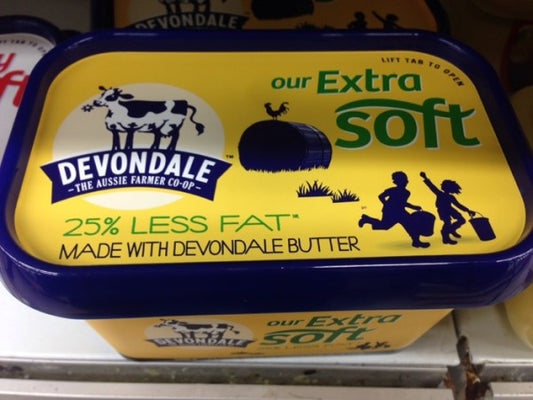 LIFT TAB TO OPEN
our Extra
soft
DEVONDALE™
- THE AUSSIE FARMER CO-OP -
25% LESS FAT*
MADE WITH DEVONDALE BUTTER
our Extra
soft
DEVONDALE
DEVONDALE